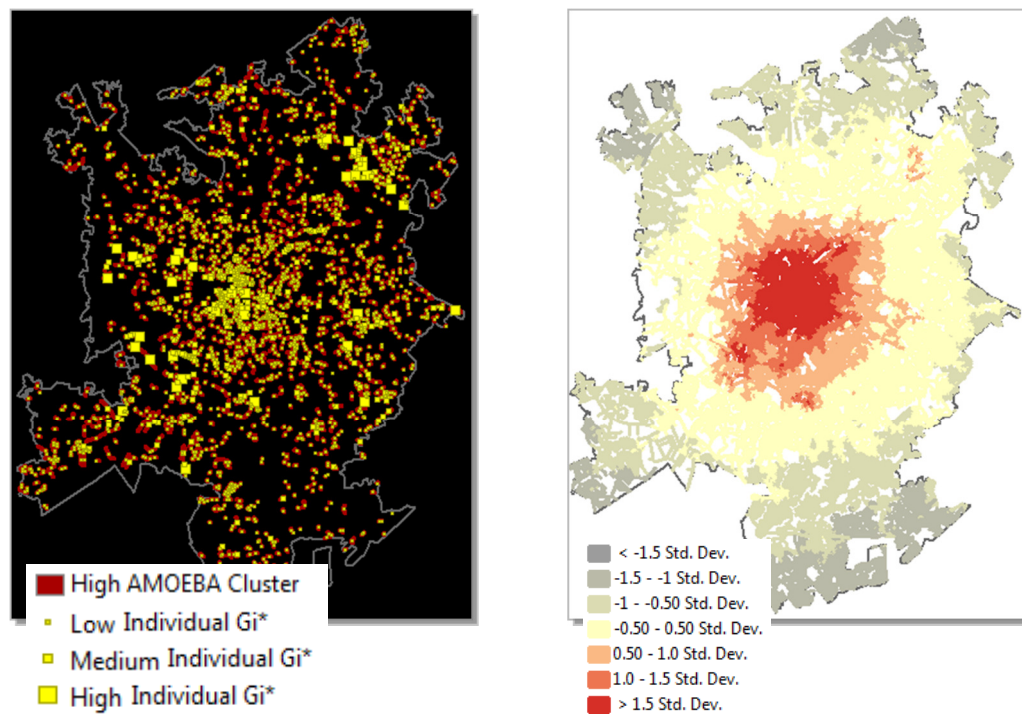 High AMOEBA Cluster
Low Individual Gi*
Medium Individual Gi*
High Individual Gi*
< -1.5 Std. Dev.
-1.5 - -1 Std. Dev.
-1 - -0.50 Std. Dev.
-0.50 - 0.50 Std. Dev.
0.50 - 1.0 Std. Dev.
1.0 - 1.5 Std. Dev.
> 1.5 Std. Dev.